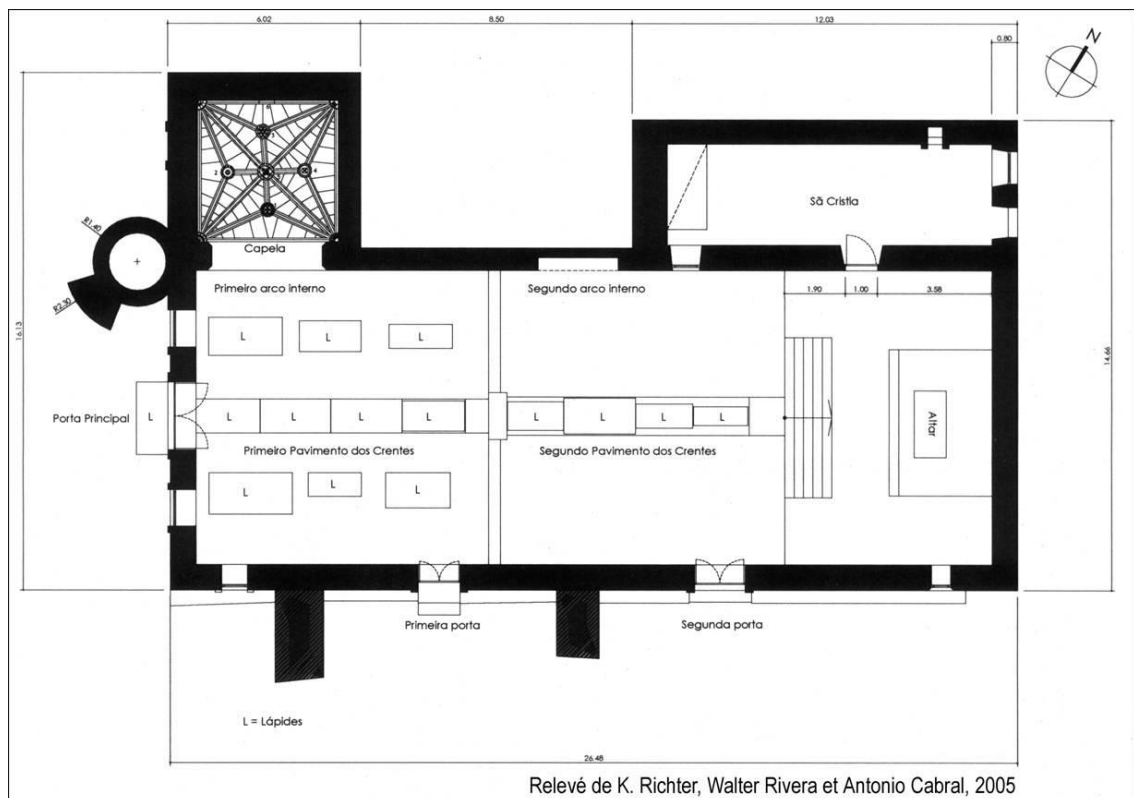 6.02
8.50
12.03
0.80
N
2
3
4
Sã Cristia
Capela
R1.40
R2.30
Primeiro arco interno
Segundo arco interno
1.90
1.00
3.58
16.13
14.66
L
L
L
Porta Principal
L
L
L
L
L
L
L
L
L
Altar
Primeiro Pavimento dos Crentes
Segundo Pavimento dos Crentes
L
L
L
Primeira porta
Segunda porta
L = Lápides
26.48
Relevé de K. Richter, Walter Rivera et Antonio Cabral, 2005